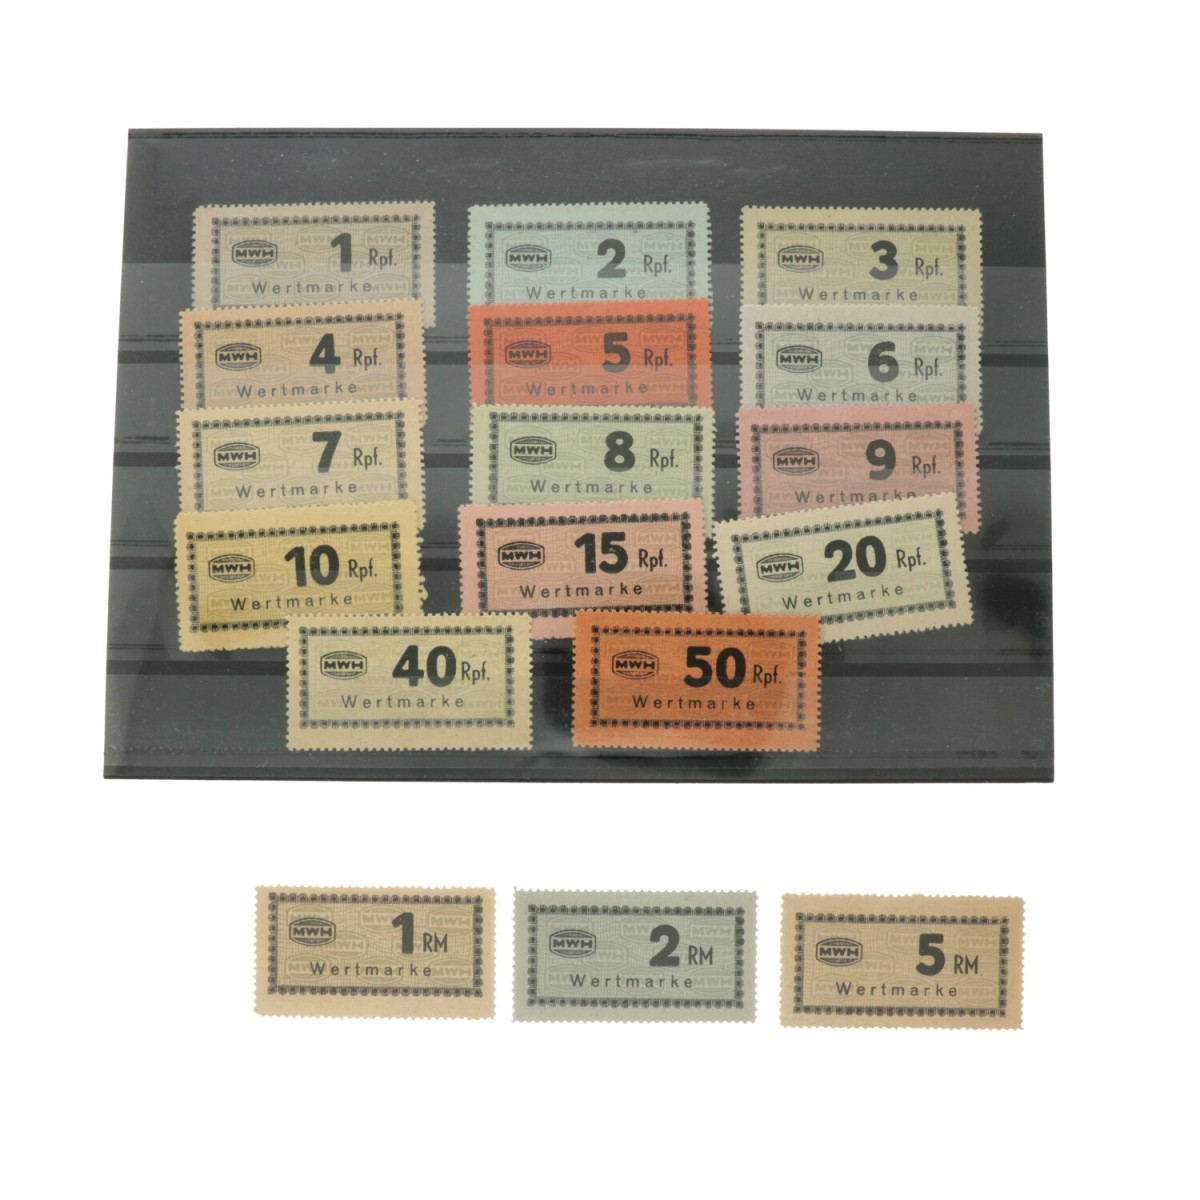 MWH 1 Rpf.
Wertmarke
MWH 2 Rpf.
Wertmarke
MWH 3 Rpf.
Wertmarke
MWH 4 Rpf.
Wertmarke
MWH 5 Rpf.
Wertmarke
MWH 6 Rpf.
Wertmarke
MWH 7 Rpf.
Wertmarke
MWH 8 Rpf.
Wertmarke
MWH 9 Rpf.
Wertmarke
MWH 10 Rpf.
Wertmarke
MWH 15 Rpf.
Wertmarke
MWH 20 Rpf.
Wertmarke
MWH 40 Rpf.
Wertmarke
MWH 50 Rpf.
Wertmarke
MWH 1 RM
Wertmarke
MWH 2 RM
Wertmarke
MWH 5 RM
Wertmarke